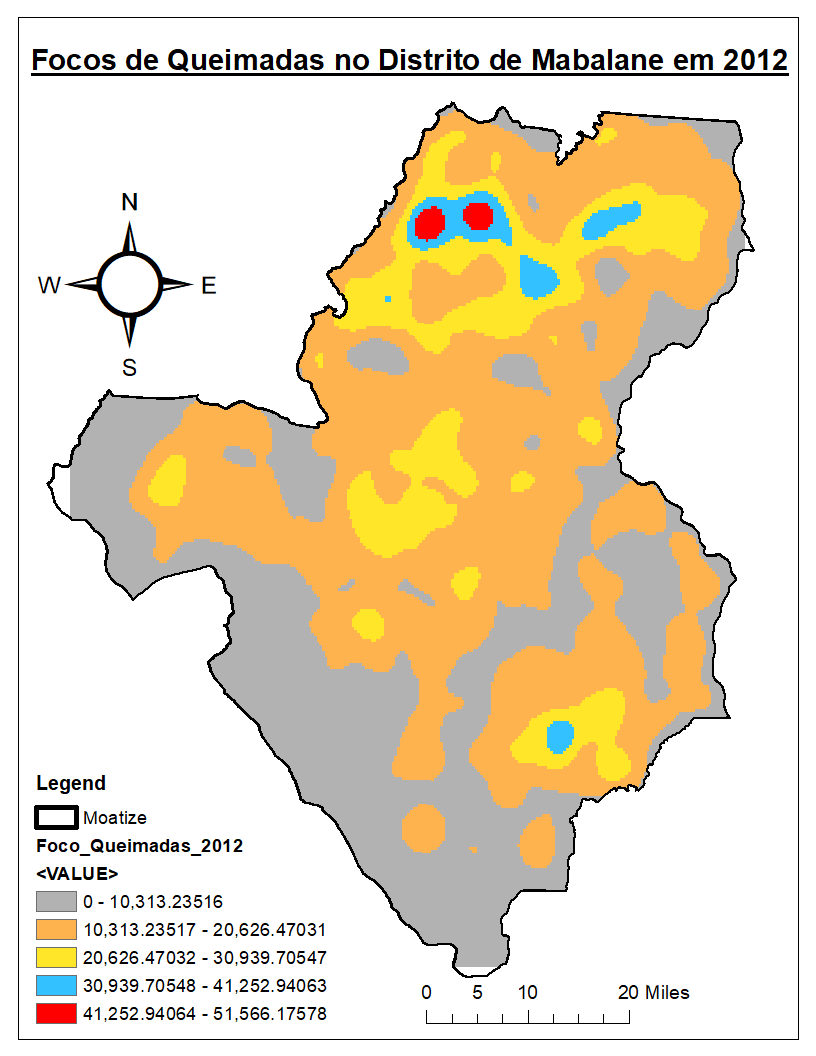 Focos de Queimadas no Distrito de Mabalane em 2012
N
W E
S
Legend
Moatize
Foco_Queimadas_2012
<VALUE>
0 - 10,313.23516
10,313.23517 - 20,626.47031
20,626.47032 - 30,939.70547
30,939.70548 - 41,252.94063
41,252.94064 - 51,566.17578
0 5 10 20 Miles